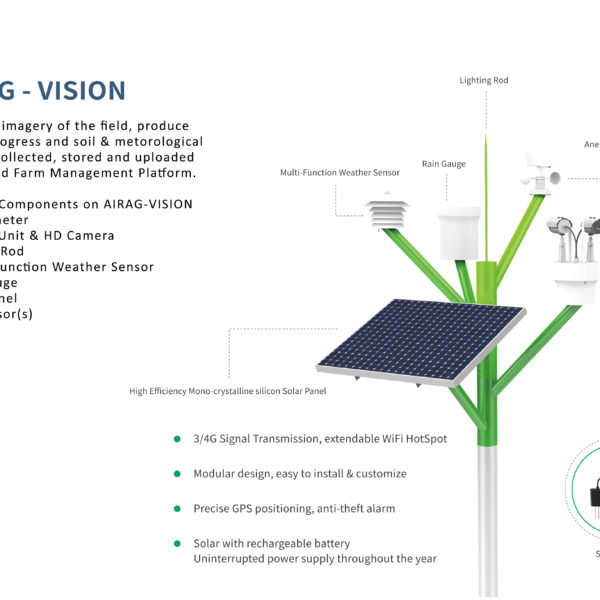 G - VISION
imagery of the field, produce
ogress and soil & metorological
ollected, stored and uploaded
d Farm Management Platform.
Components on AIRAG-VISION
eter
Unit & HD Camera
Rod
unction Weather Sensor
uge
nel
sor(s)
Lighting Rod
Ane
Rain Gauge
Multi-Function Weather Sensor
High Efficiency Mono-crystalline silicon Solar Panel
3/4G Signal Transmission, extendable WiFi HotSpot
Modular design, easy to install & customize
Precise GPS positioning, anti-theft alarm
Solar with rechargeable battery
Uninterrupted power supply throughout the year
S